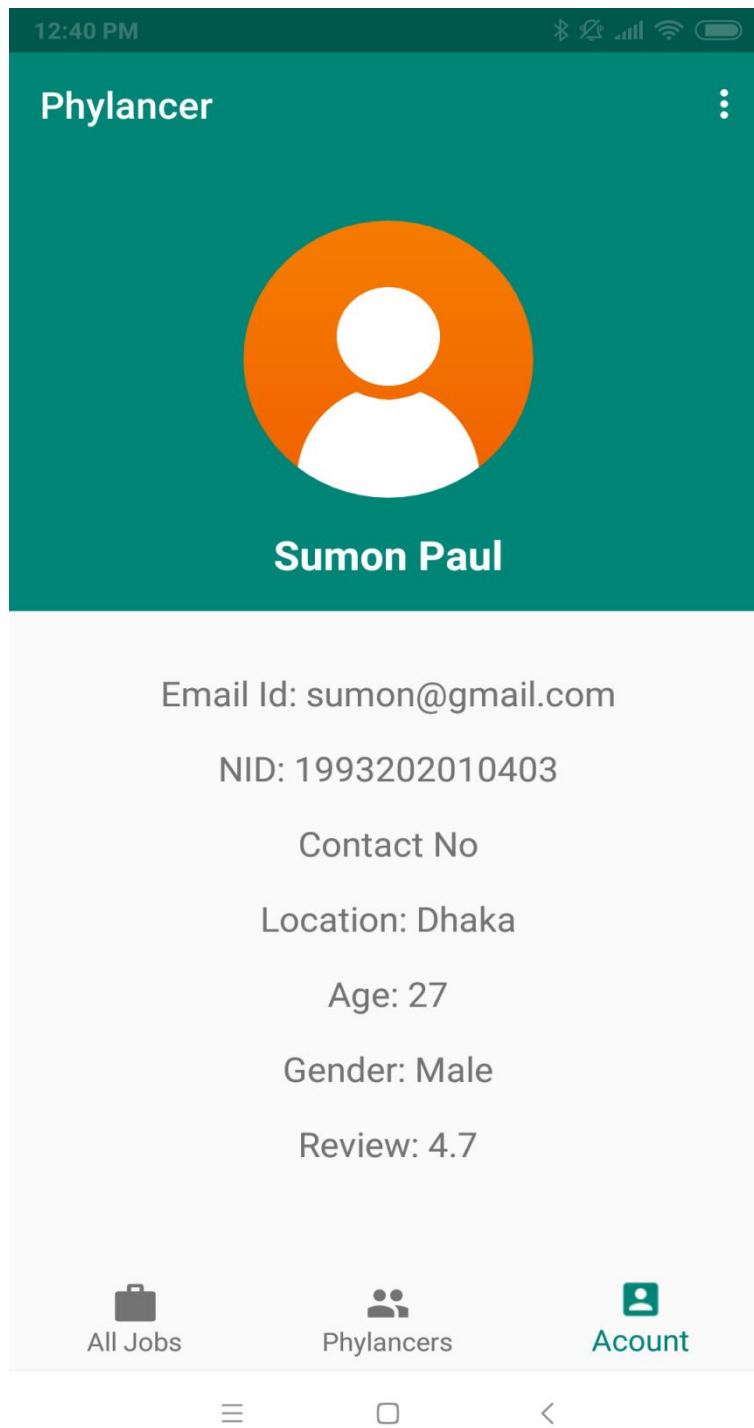 12:40 PM
Phylancer
Sumon Paul
Email Id: sumon@gmail.com
NID: 1993202010403
Contact No
Location: Dhaka
Age: 27
Gender: Male
Review: 4.7
All Jobs Phylancers Acount